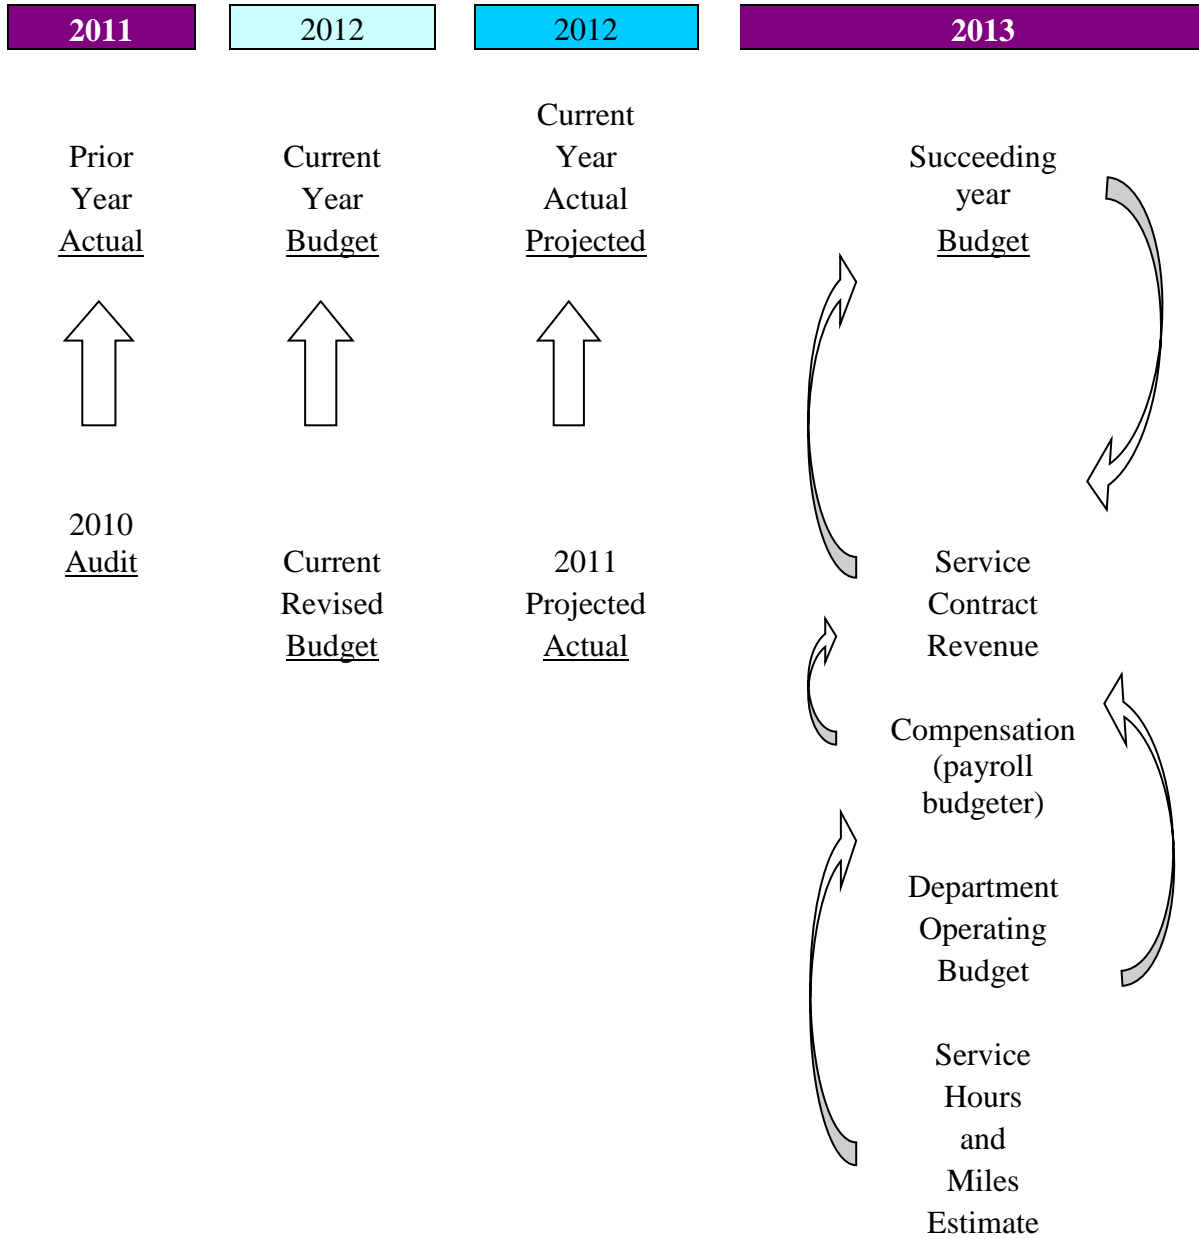 2011
2012
2012
2013
Prior
Year
Actual
Current
Year
Budget
Current
Year
Actual
Projected
Succeeding
year
Budget
2010
Audit
Current
Revised
Budget
2011
Projected
Actual
Service
Contract
Revenue
Compensation
(payroll
budgeter)
Department
Operating
Budget
Service
Hours
and
Miles
Estimate